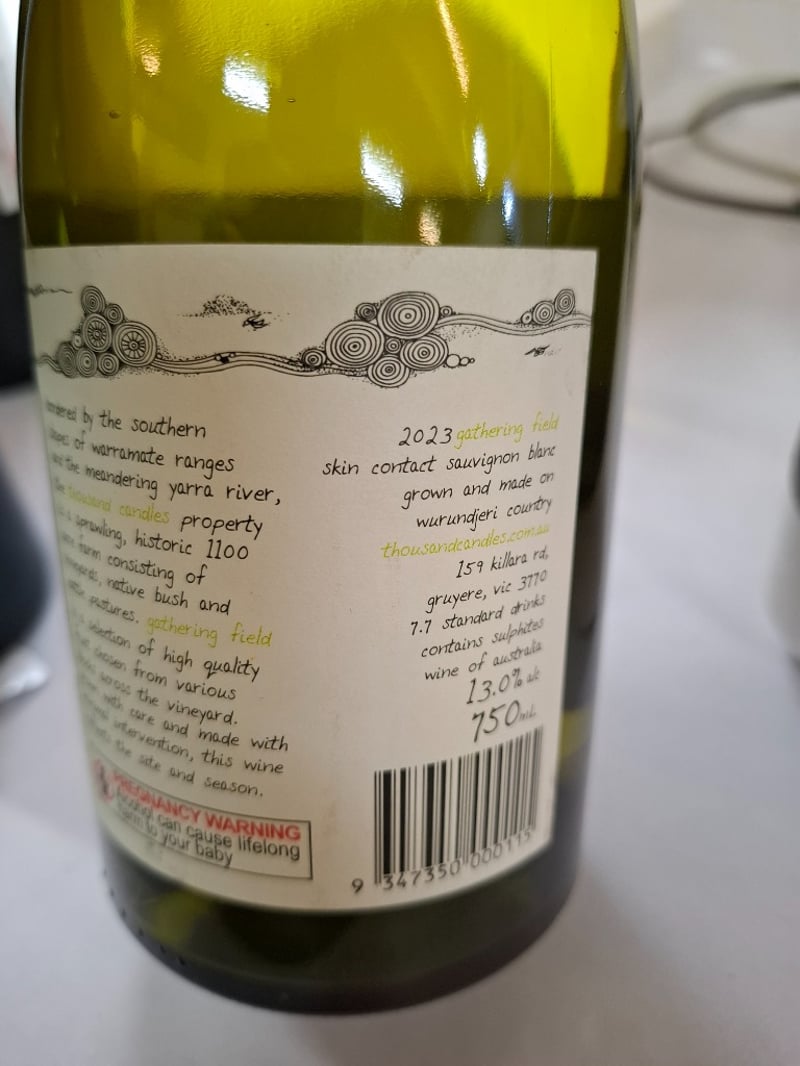 by the southern
of warramate ranges
the meandering yarra river,
thousand candles property
sprawling, historic 1100
farm consisting of
native bush and
pastures. gathering field
selection of high quality
chosen from various
across the vineyard.
with care and made with
intervention, this wine
the site and season.
PREGNANCY WARNING
Alcohol can cause lifelong
harm to your baby
2023 gathering field
skin contact sauvignon blanc
grown and made on
wurundjeri country
thousandcandles.com.au
159 killara rd,
gruyere, vic 3770
7.7 standard drinks
contains sulphites
wine of australia
13.0% alc
750mL
9 347350 000115